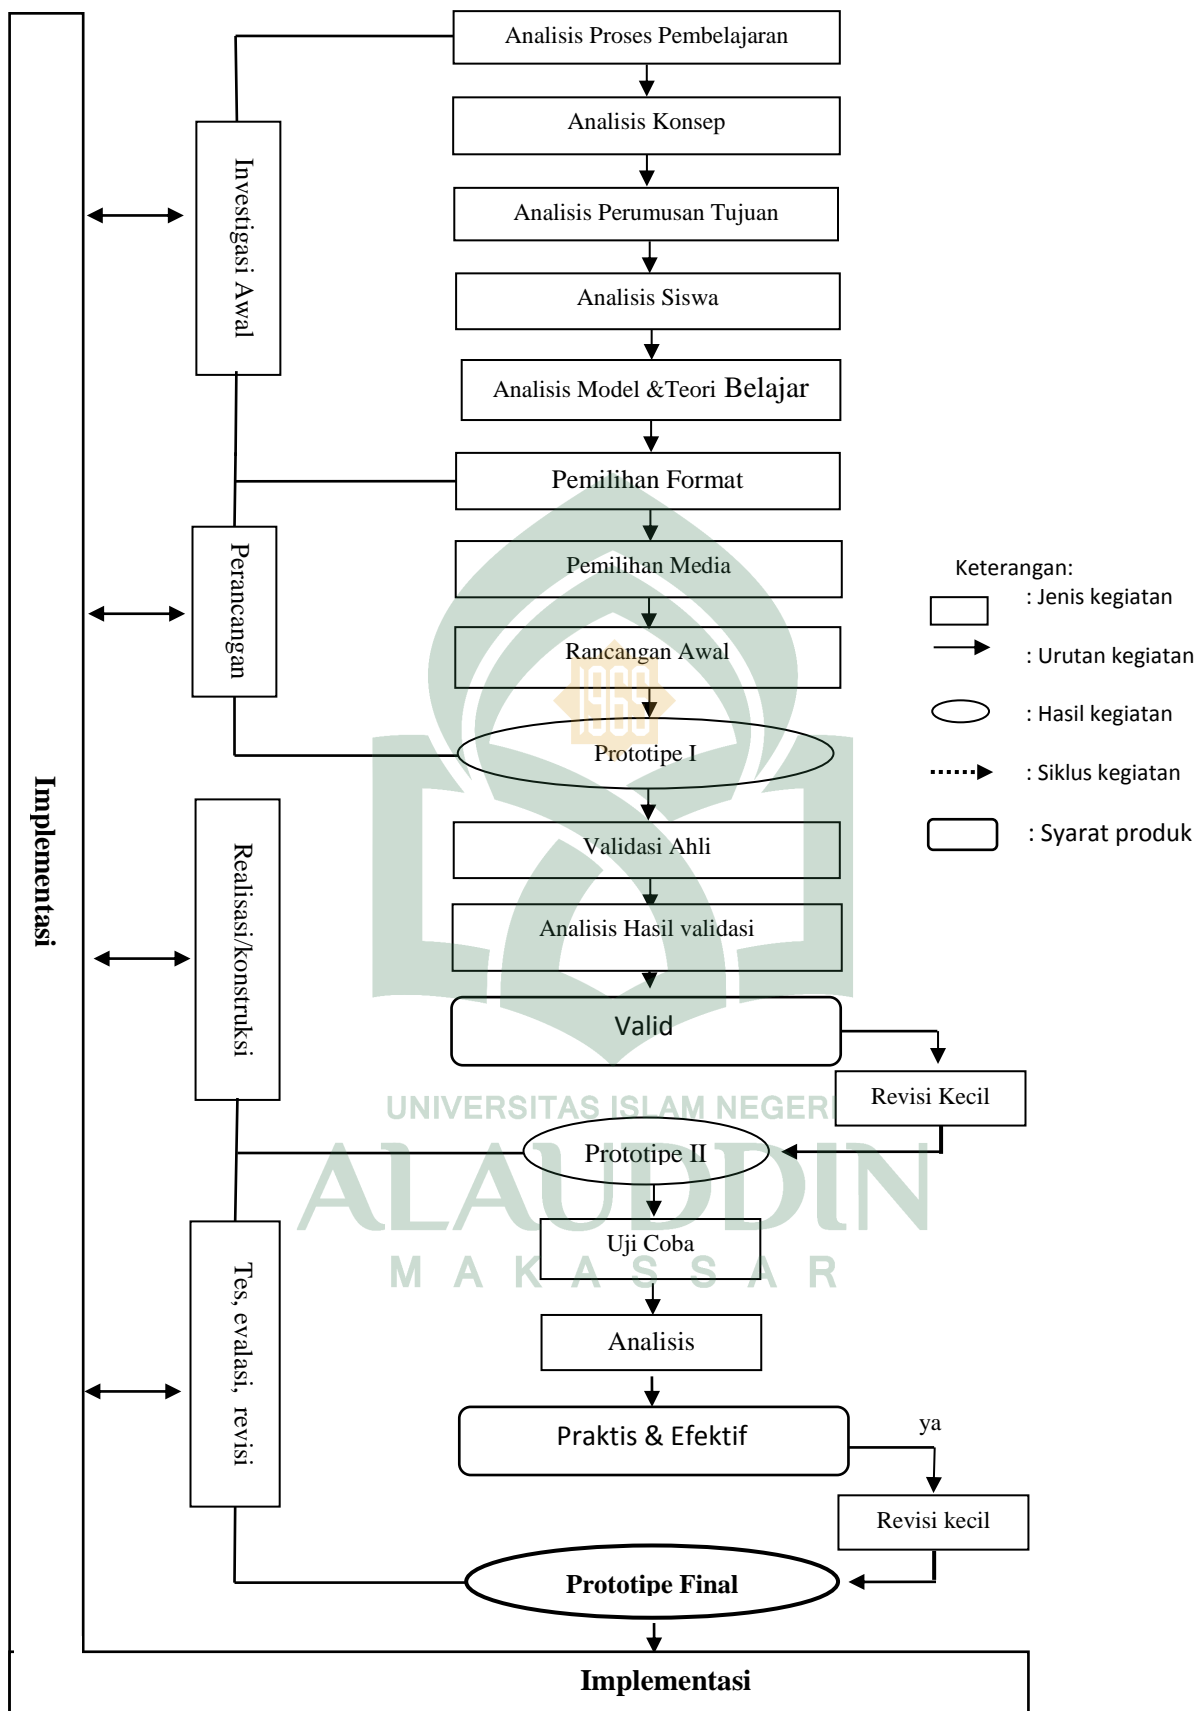 Analisis Proses Pembelajaran
Analisis Konsep
Investigasi Awal
Analisis Perumusan Tujuan
Analisis Siswa
Analisis Model &Teori Belajar
Pemilihan Format
Perancangan
Pemilihan Media
Rancangan Awal
1965
Prototipe I
Keterangan:
: Jenis kegiatan
: Urutan kegiatan
: Hasil kegiatan
: Siklus kegiatan
: Syarat produk
Implementasi
Realisasi/konstruksi
Validasi Ahli
Analisis Hasil validasi
Valid
Revisi Kecil
UNIVERSITAS ISLAM NEGERI
Prototipe II
ALAUDDIN
Uji Coba
MAKASSAR
Tes, evalasi, revisi
Analisis
Praktis & Efektif
ya
Revisi kecil
Prototipe Final
Implementasi